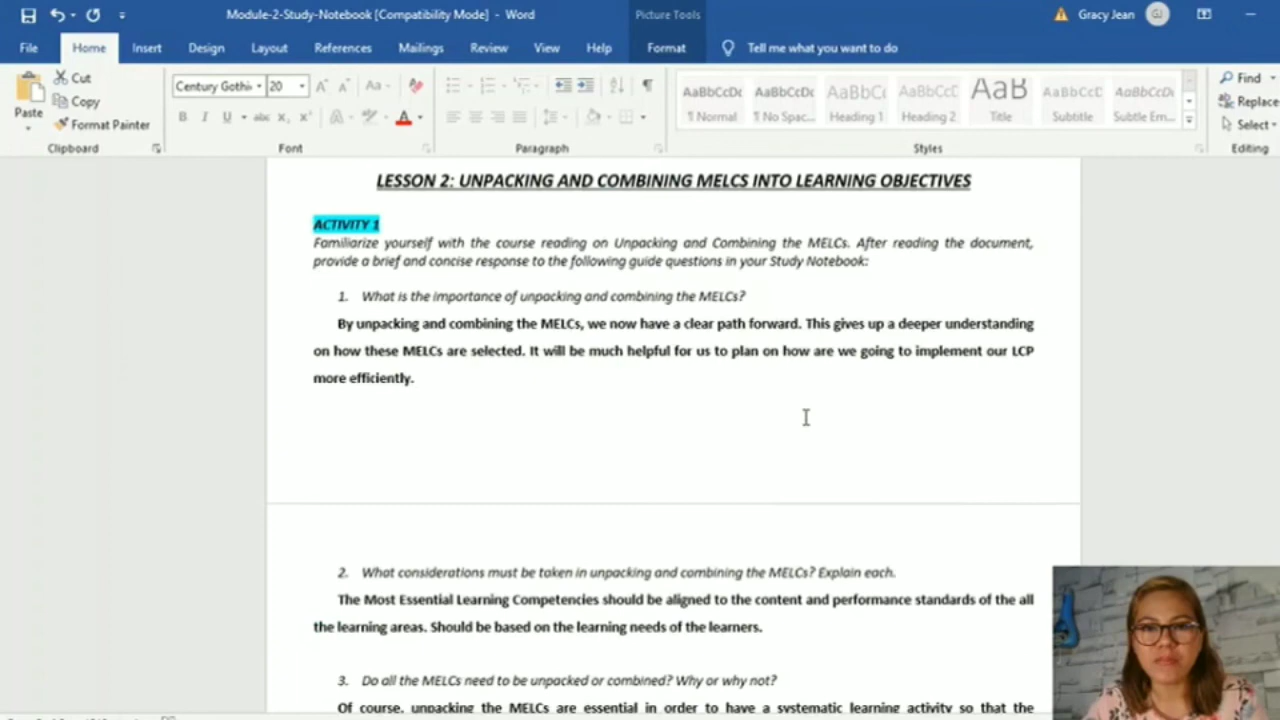 Module-2-Study-Notebook [Compatibility Mode] - Word
Picture Tools
Gracy Jean
GJ
File Home Insert Design Layout References Mailings Review View Help Format Tell me what you want to do
Cut
Copy
Format Painter
Paste
Clipboard
Century Gothi 20
Aa
B I U abc x x A
Font
Paragraph
AaBbCcDc AaBbCcDc AaBbC AaBbCcD AaB AaBbCcD AaBbCcDc
¶ Normal ¶ No Spac... Heading 1 Heading 2 Title Subtitle Subtle Em...
Styles
Find
Replace
Select
Editing
LESSON 2: UNPACKING AND COMBINING MELCS INTO LEARNING OBJECTIVES
ACTIVITY 1
Familiarize yourself with the course reading on Unpacking and Combining the MELCs. After reading the document,
provide a brief and concise response to the following guide questions in your Study Notebook:
1. What is the importance of unpacking and combining the MELCs?
By unpacking and combining the MELCs, we now have a clear path forward. This gives up a deeper understanding
on how these MELCs are selected. It will be much helpful for us to plan on how are we going to implement our LCP
more efficiently.
2. What considerations must be taken in unpacking and combining the MELCs? Explain each.
The Most Essential Learning Competencies should be aligned to the content and performance standards of the all
the learning areas. Should be based on the learning needs of the learners.
3. Do all the MELCs need to be unpacked or combined? Why or why not?
Of course, unpacking the MELCs are essential in order to have a systematic learning activity so that the